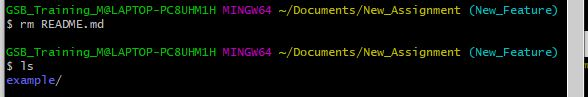 GSB_Training_M@LAPTOP-PC8UHM1H MINGW64 ~/Documents/New_Assignment (New_Feature)
$ rm README.md
GSB_Training_M@LAPTOP-PC8UHM1H MINGW64 ~/Documents/New_Assignment (New_Feature)
$ ls
example/